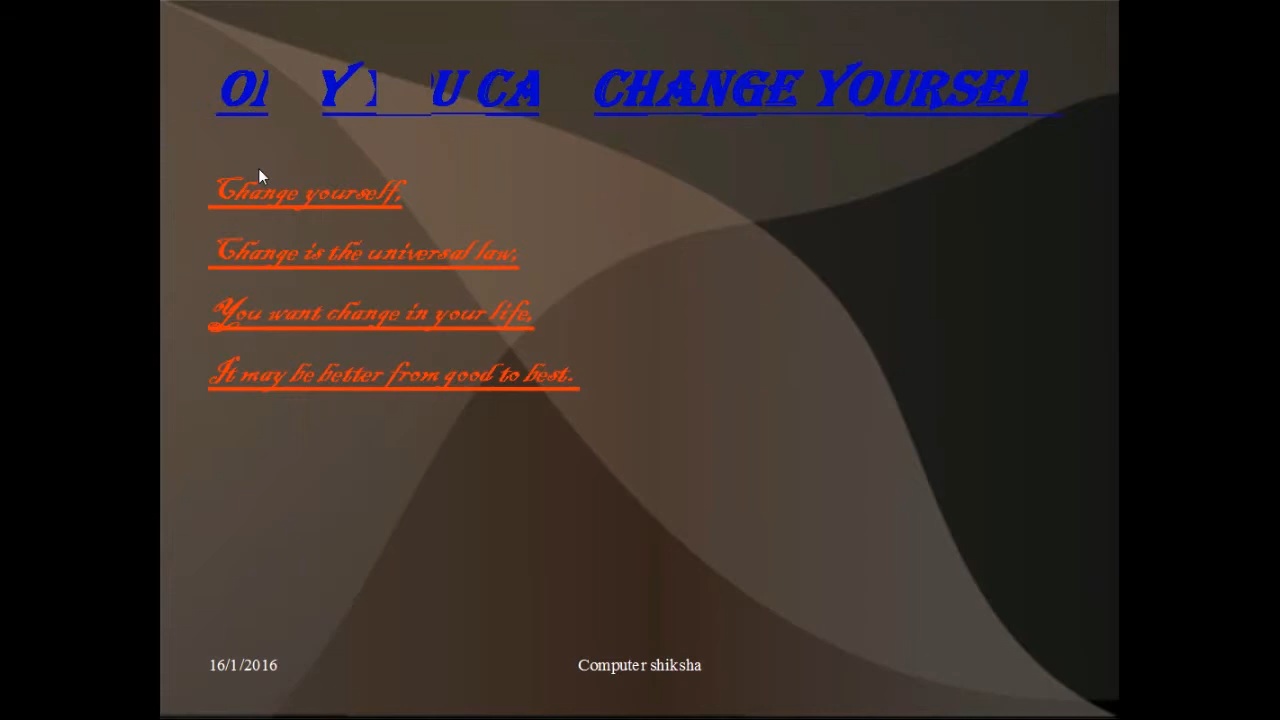 U CA CHANGE YOURSEL
Change yourself,
Change is the universal law,
You want change in your life,
It may be better from good to best.
16/1/2016 Computer shiksha